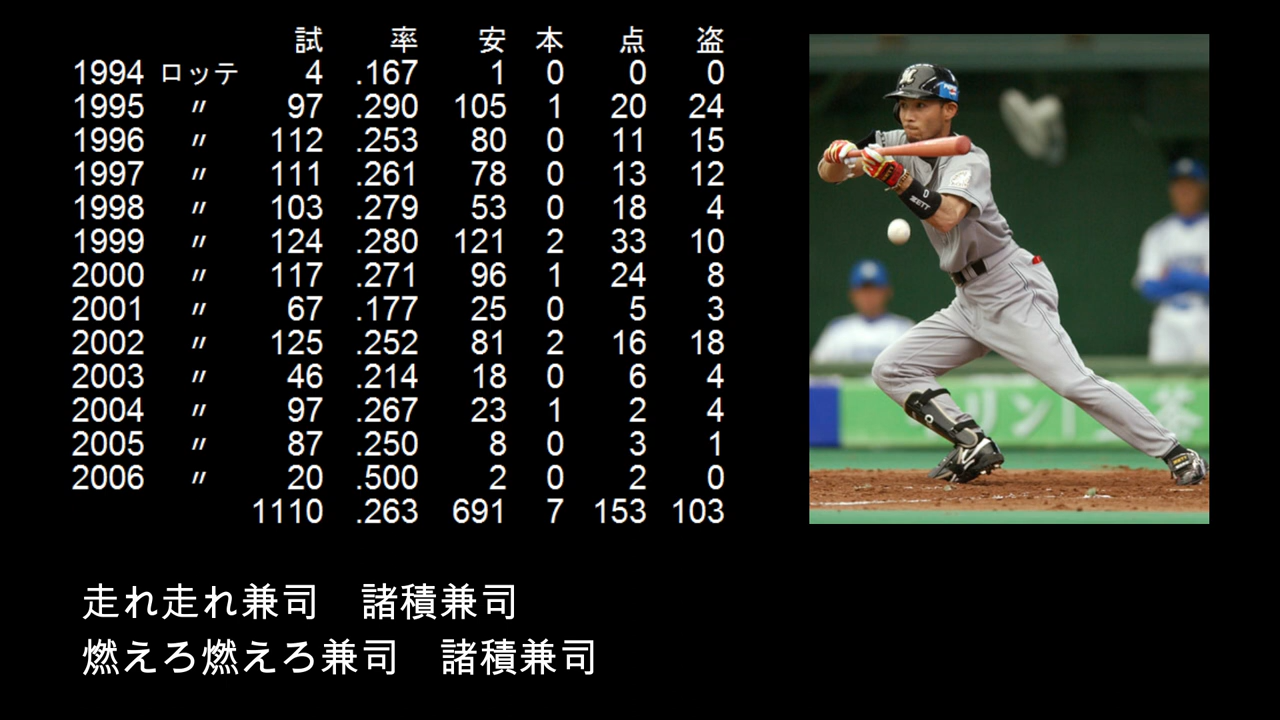 試 率 安 本 点 盗
1994 ロッテ 4 .167 1 0 0 0
1995 〃 97 .290 105 1 20 24
1996 〃 112 .253 80 0 11 15
1997 〃 111 .261 78 0 13 12
1998 〃 103 .279 53 0 18 4
1999 〃 124 .280 121 2 33 10
2000 〃 117 .271 96 1 24 8
2001 〃 67 .177 25 0 5 3
2002 〃 125 .252 81 2 16 18
2003 〃 46 .214 18 0 6 4
2004 〃 97 .267 23 1 2 4
2005 〃 87 .250 8 0 3 1
2006 〃 20 .500 2 0 2 0
1110 .263 691 7 153 103
ZETT
走れ走れ兼司　諸積兼司
燃えろ燃えろ兼司　諸積兼司